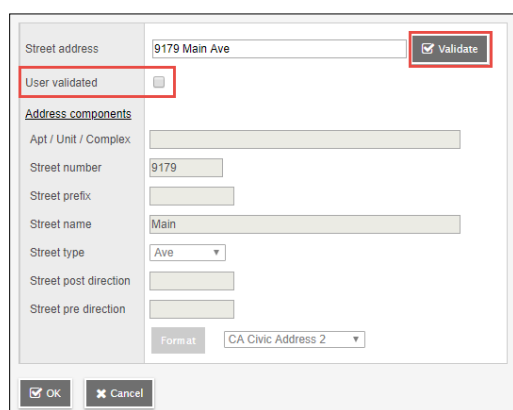 Street address 9179 Main Ave Validate
User validated
Address components
Apt / Unit / Complex
Street number 9179
Street prefix
Street name Main
Street type Ave
Street post direction
Street pre direction
Format CA Civic Address 2
OK Cancel